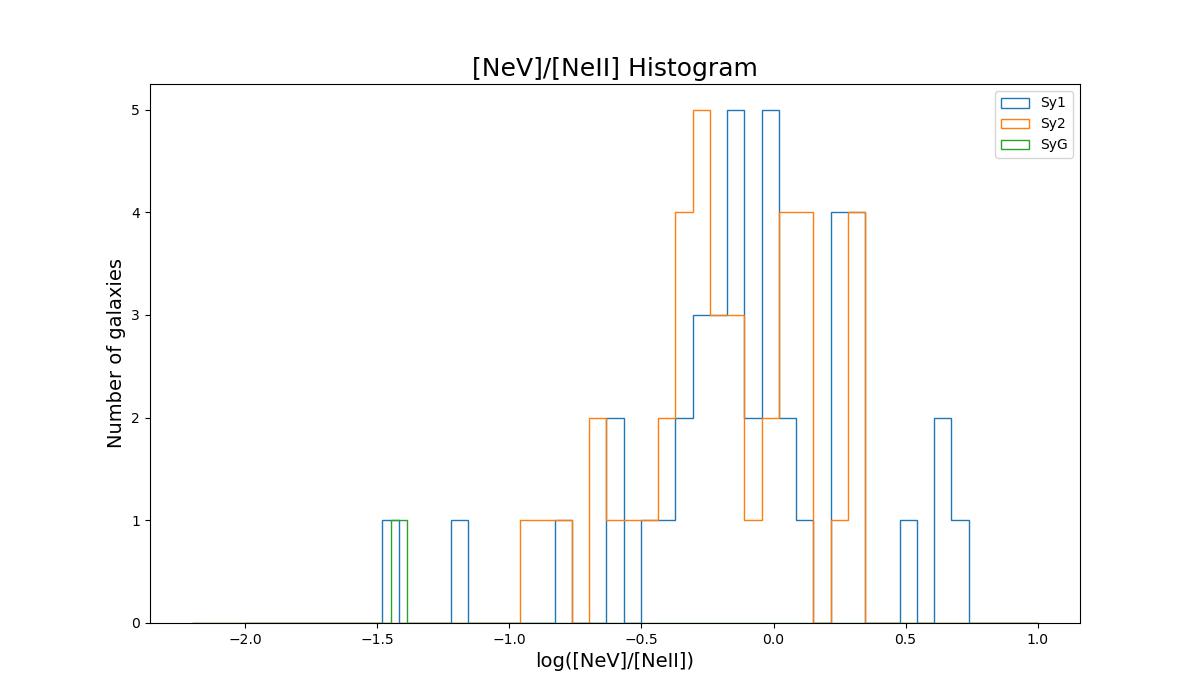 [NeV]/[NeII] Histogram
Sy1
Sy2
SyG
Number of galaxies
5
4
3
2
1
0
−2.0 −1.5 −1.0 −0.5 0.0 0.5 1.0
log([NeV]/[NeII])